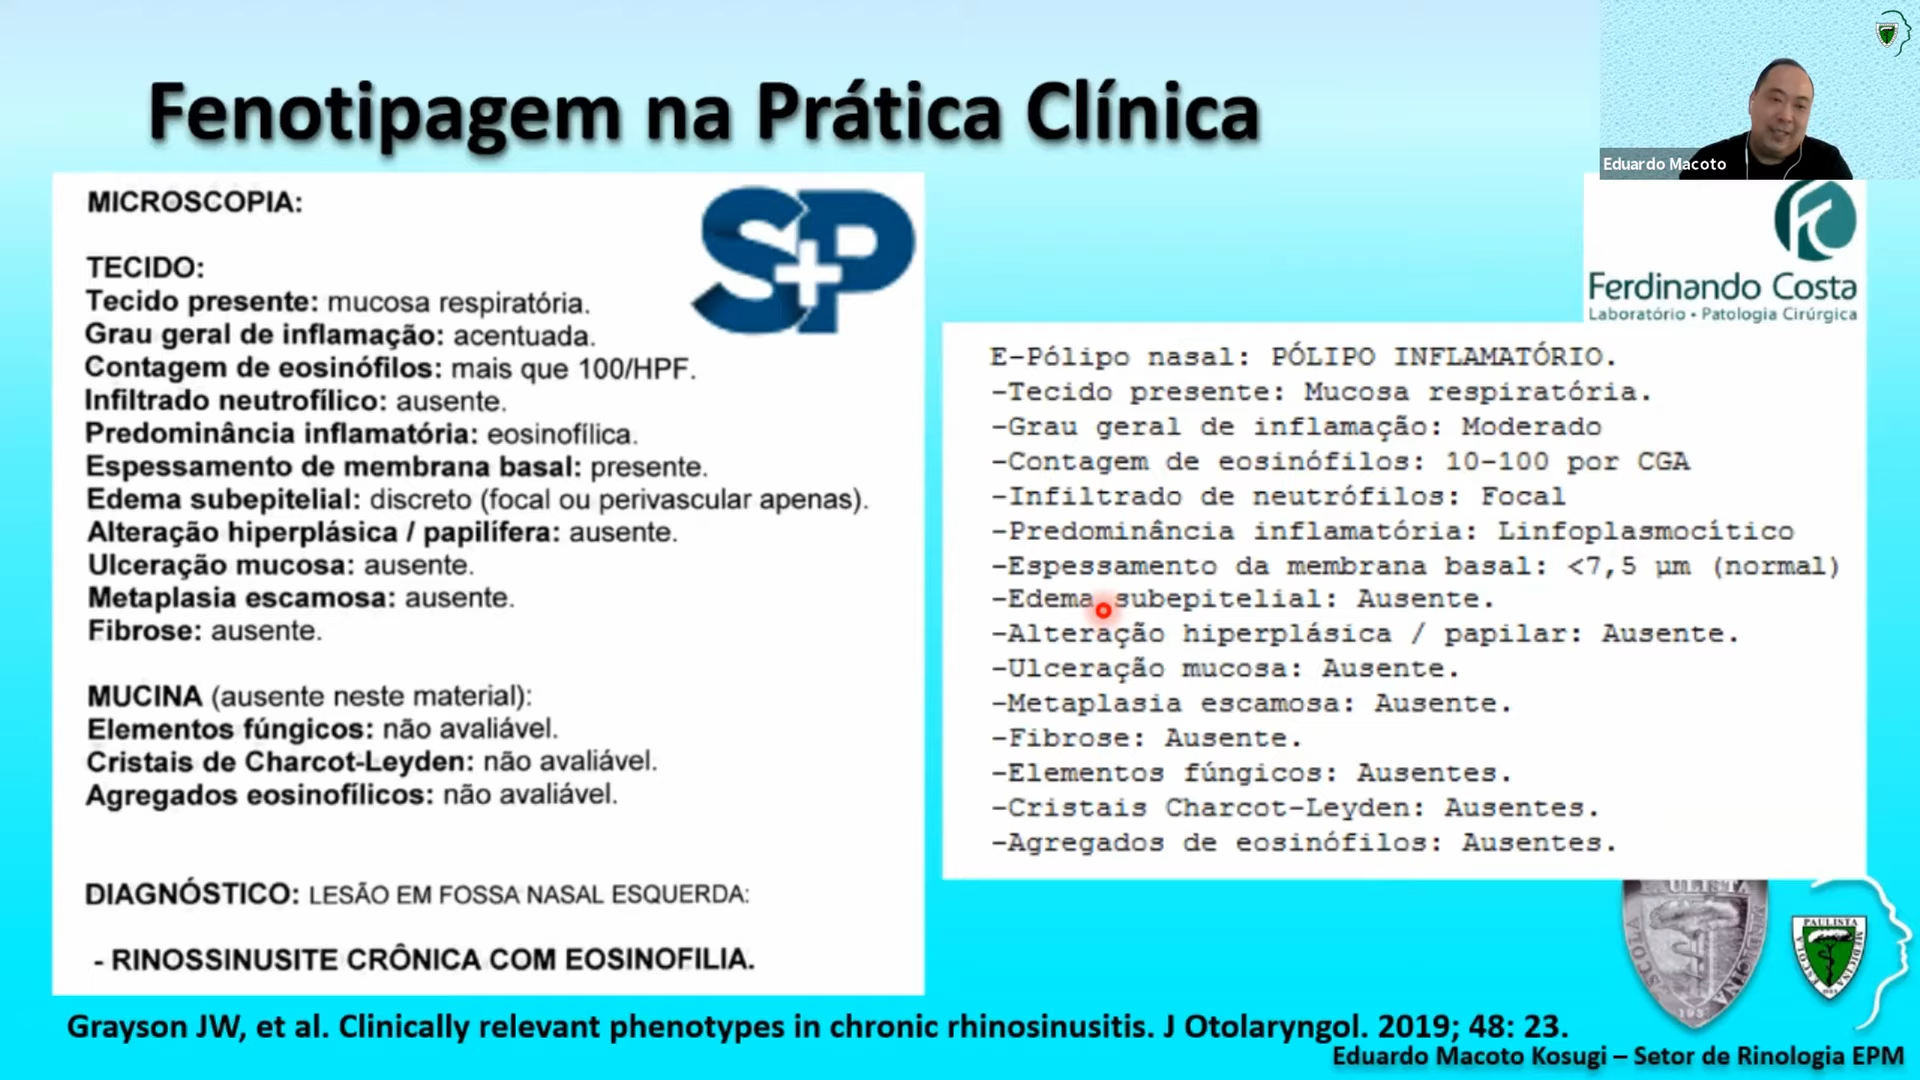 Fenotipagem na Prática Clínica
Eduardo Macoto
MICROSCOPIA:
S+P
TECIDO:
Tecido presente: mucosa respiratória.
Grau geral de inflamação: acentuada.
Contagem de eosinófilos: mais que 100/HPF.
Infiltrado neutrofílico: ausente.
Predominância inflamatória: eosinofílica.
Espessamento de membrana basal: presente.
Edema subepitelial: discreto (focal ou perivascular apenas).
Alteração hiperplásica / papilífera: ausente.
Ulceração mucosa: ausente.
Metaplasia escamosa: ausente.
Fibrose: ausente.
MUCINA (ausente neste material):
Elementos fúngicos: não avaliável.
Cristais de Charcot-Leyden: não avaliável.
Agregados eosinofílicos: não avaliável.
DIAGNÓSTICO: LESÃO EM FOSSA NASAL ESQUERDA:
- RINOSSINUSITE CRÔNICA COM EOSINOFILIA.
Ferdinando Costa
Laboratório • Patologia Cirúrgica
E-Pólipo nasal: PÓLIPO INFLAMATÓRIO.
-Tecido presente: Mucosa respiratória.
-Grau geral de inflamação: Moderado
-Contagem de eosinófilos: 10-100 por CGA
-Infiltrado de neutrófilos: Focal
-Predominância inflamatória: Linfoplasmocítico
-Espessamento da membrana basal: <7,5 µm (normal)
-Edema subepitelial: Ausente.
-Alteração hiperplásica / papilar: Ausente.
-Ulceração mucosa: Ausente.
-Metaplasia escamosa: Ausente.
-Fibrose: Ausente.
-Elementos fúngicos: Ausentes.
-Cristais Charcot-Leyden: Ausentes.
-Agregados de eosinófilos: Ausentes.
PAULISTA
ESCOLA
MEDICINA
Grayson JW, et al. Clinically relevant phenotypes in chronic rhinosinusitis. J Otolaryngol. 2019; 48: 23.
Eduardo Macoto Kosugi – Setor de Rinologia EPM